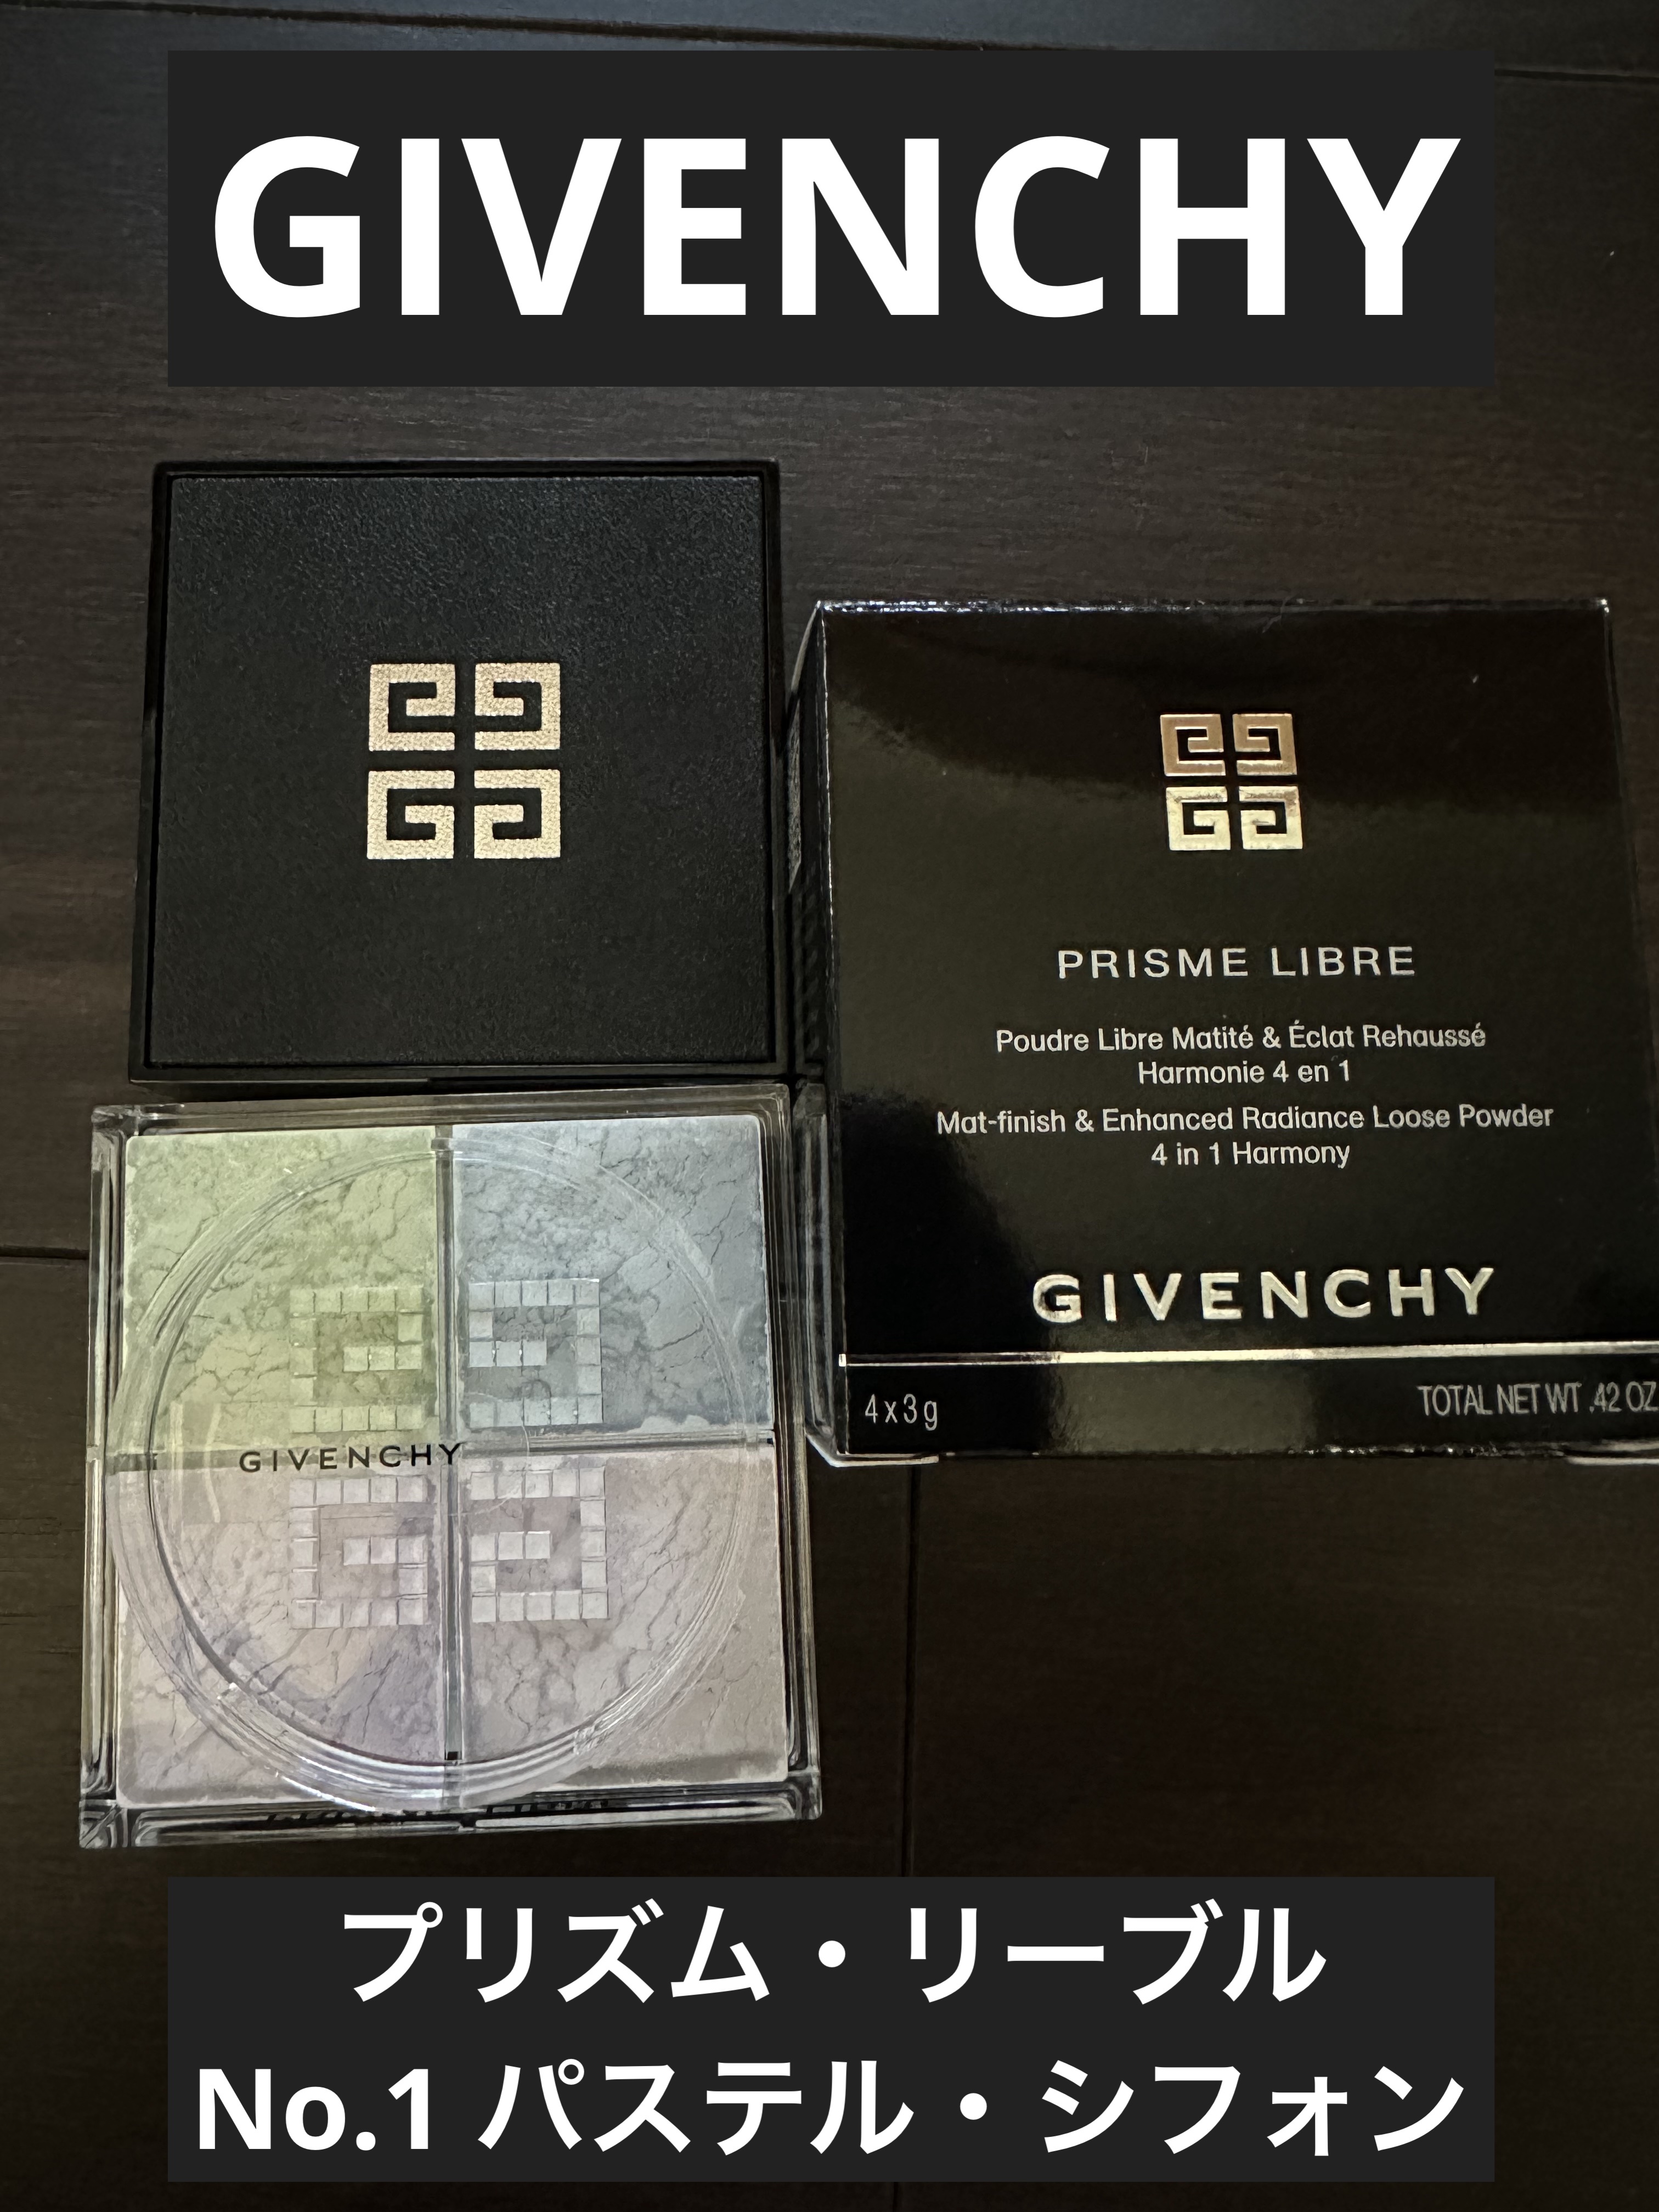 GIVENCHY
PRISME LIBRE
Poudre Libre Matité & Éclat Rehaussé
Harmonie 4 en 1
Mat-finish & Enhanced Radiance Loose Powder
4 in 1 Harmony
GIVENCHY
4x3g
TOTAL NET WT .42 OZ
GIVENCHY
プリズム・リーブル
No.1 パステル・シフォン